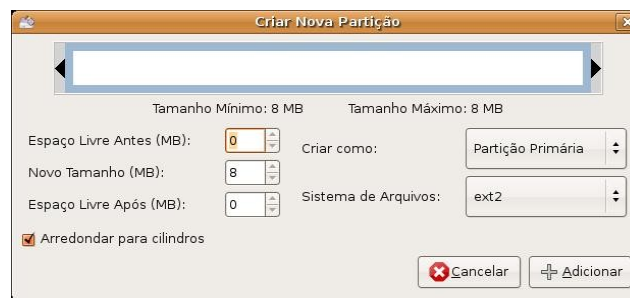 Criar Nova Partição
Tamanho Mínimo: 8 MB Tamanho Máximo: 8 MB
Espaço Livre Antes (MB): 0
Criar como: Partição Primária
Novo Tamanho (MB): 8
Sistema de Arquivos: ext2
Espaço Livre Após (MB): 0
Arredondar para cilindros
Cancelar Adicionar